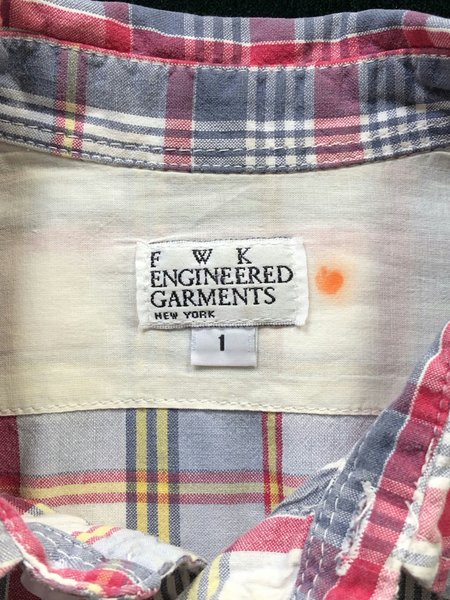 F W K
ENGINEERED
GARMENTS
NEW YORK
1